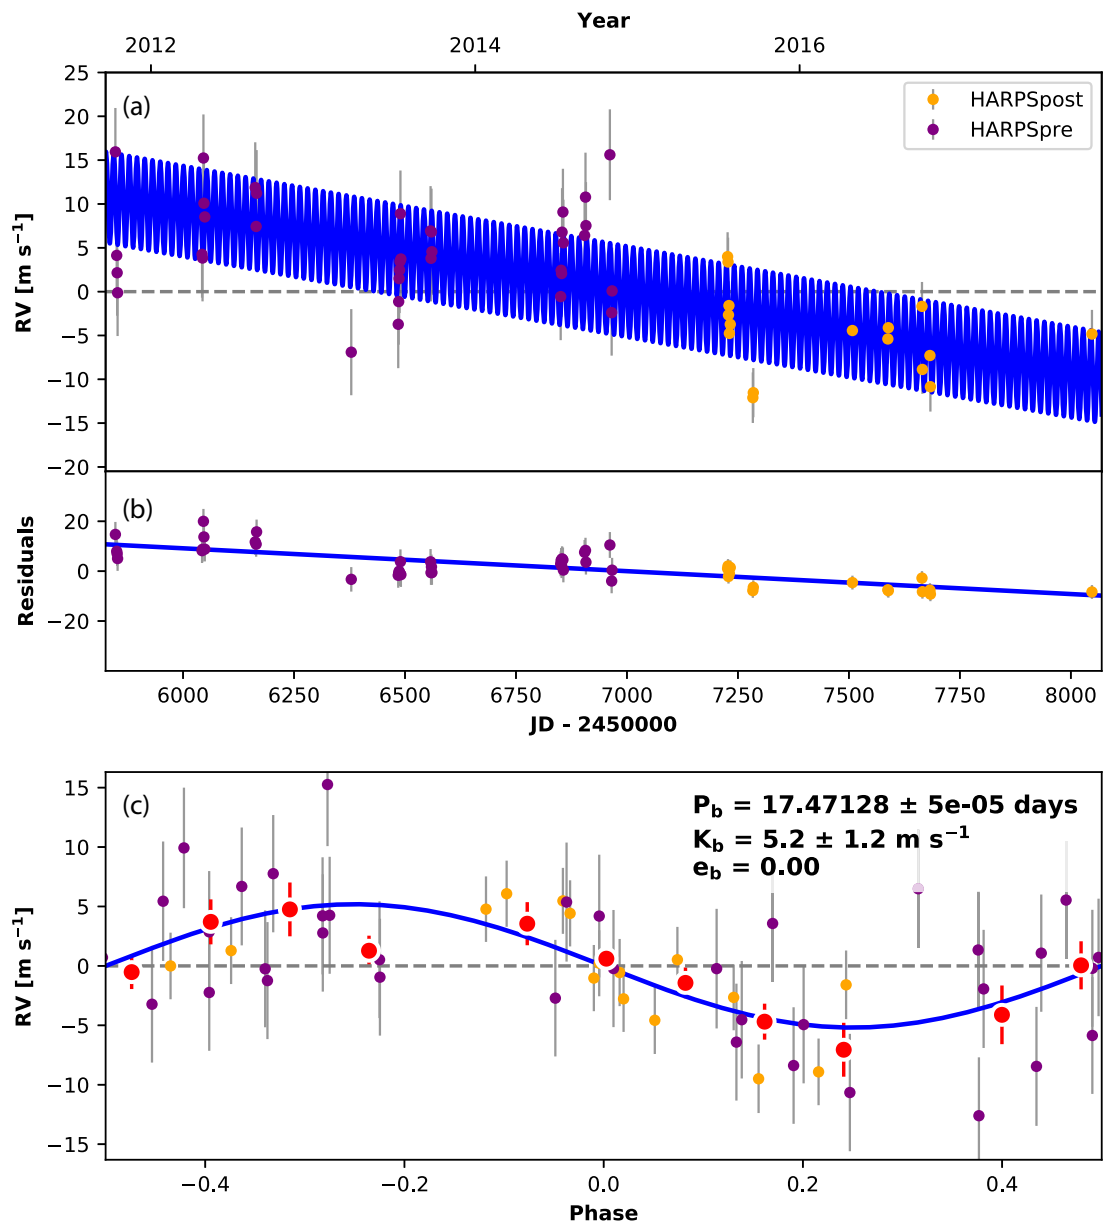 Year
2012 2014 2016
(a)
HARPSpost
HARPSpre
25
20
15
10
5
0
−5
−10
−15
−20
RV [m s⁻¹]
(b)
20
0
−20
Residuals
6000 6250 6500 6750 7000 7250 7500 7750 8000
JD - 2450000
(c)
P_b = 17.47128 ± 5e-05 days
K_b = 5.2 ± 1.2 m s⁻¹
e_b = 0.00
15
10
5
0
−5
−10
−15
RV [m s⁻¹]
−0.4 −0.2 0.0 0.2 0.4
Phase